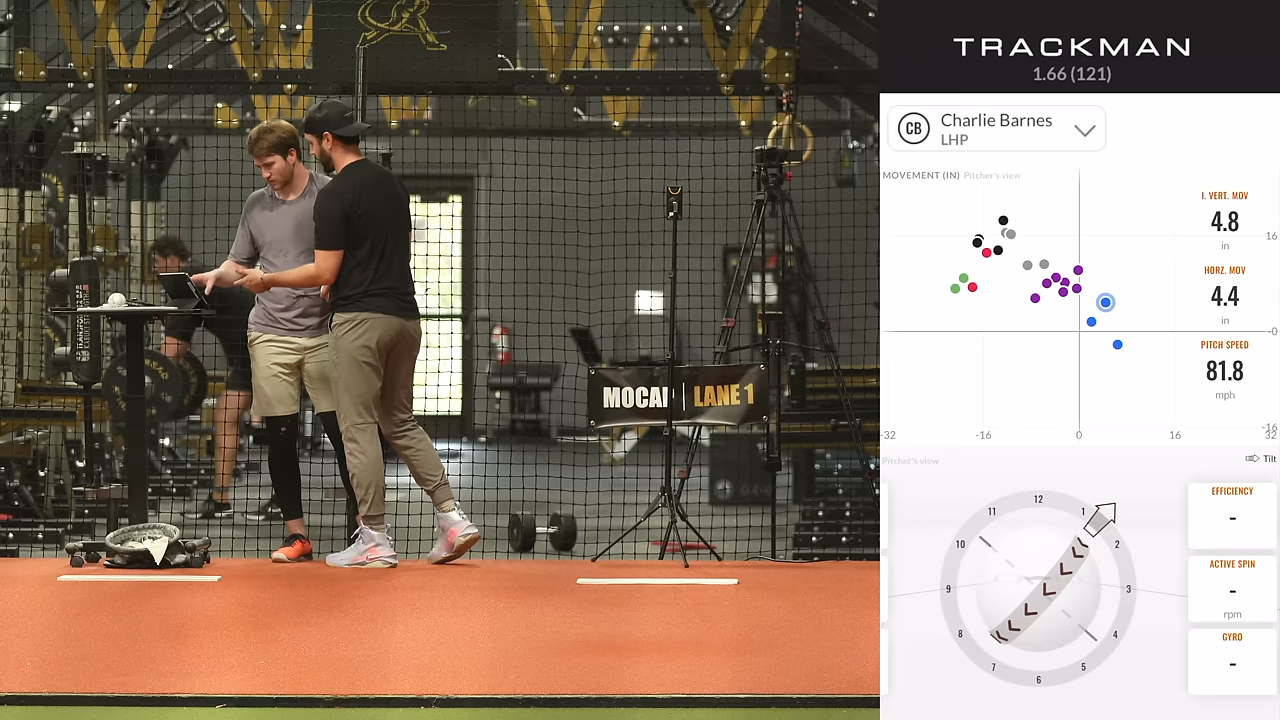 MOCAP | LANE 1
TRACKMAN
1.66 (121)
CB
Charlie Barnes
LHP
MOVEMENT (IN) Pitcher's view
I. VERT. MOV
4.8
in
HORZ. MOV
4.4
in
PITCH SPEED
81.8
mph
16
-0
-16
-32 -16 0 16 32
Pitcher's view
Tilt
12
1
2
3
4
5
6
7
8
9
10
11
EFFICIENCY
-
ACTIVE SPIN
-
rpm
GYRO
-